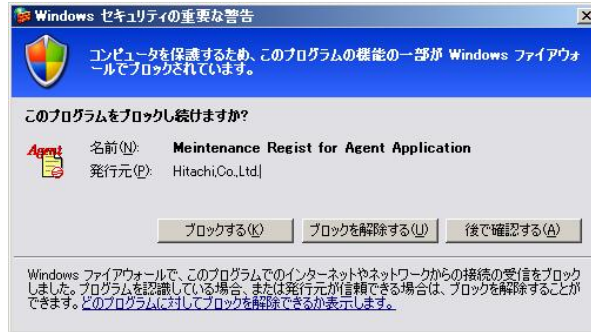 Windows セキュリティの重要な警告
コンピュータを保護するため、このプログラムの機能の一部が Windows ファイアウォ
ールでブロックされています。
このプログラムをブロックし続けますか?
Agent
名前(N): Meintenance Regist for Agent Application
発行元(P): Hitachi,Co,.Ltd.
ブロックする(K) ブロックを解除する(U) 後で確認する(A)
Windows ファイアウォールで、このプログラムでのインターネットやネットワークからの接続の受信をブロック
しました。プログラムを認識している場合、または発行元が信頼できる場合は、ブロックを解除することが
できます。どのプログラムに対してブロックを解除できるか表示します。